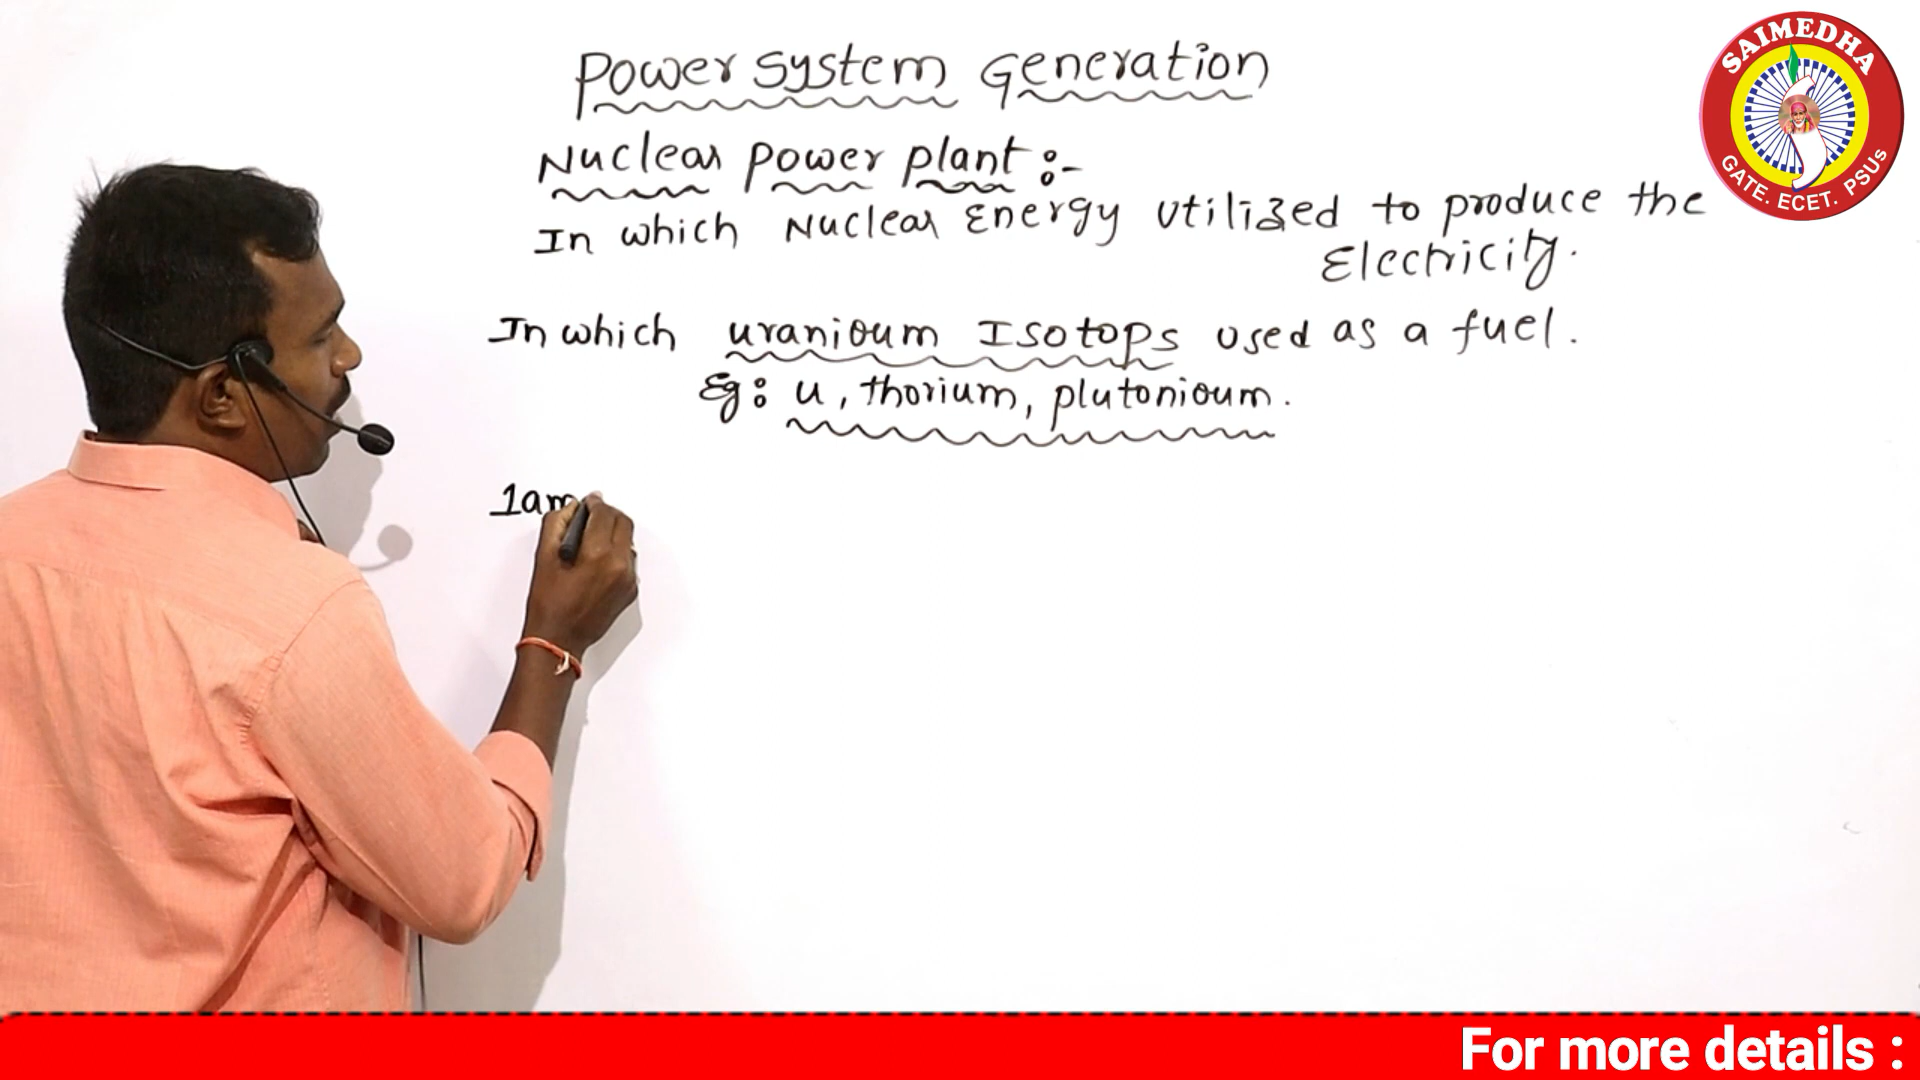 Power System Generation
Nuclear Power Plant :-
In which Nuclear Energy Utilized to produce the
Electricity.
In which uranioum Isotops used as a fuel.
Eg: u, thorium, plutonioum.
1am
SAIMEDHA
GATE. ECET. PSUs
For more details :